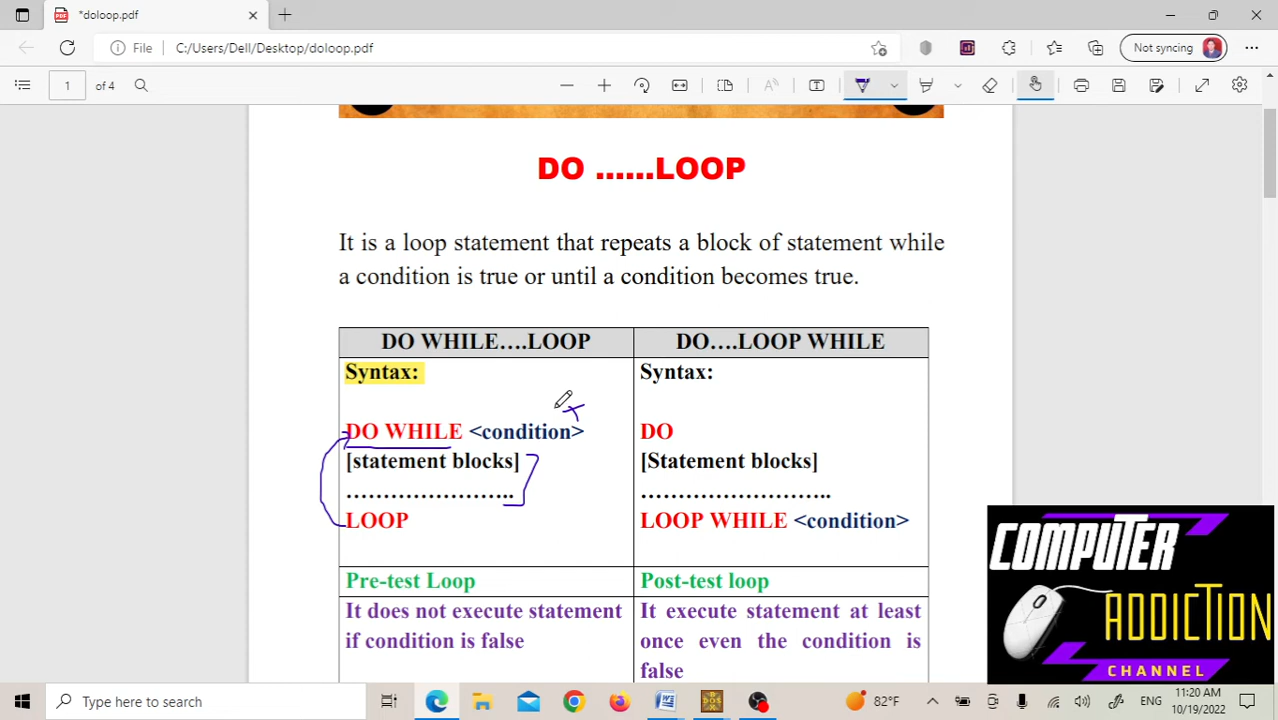 *doloop.pdf
File
C:/Users/Dell/Desktop/doloop.pdf
Not syncing
1 of 4
DO ......LOOP
It is a loop statement that repeats a block of statement while
a condition is true or until a condition becomes true.
DO WHILE....LOOP
Syntax:
DO WHILE <condition>
[statement blocks]
........................
LOOP
Pre-test Loop
It does not execute statement
if condition is false
DO....LOOP WHILE
Syntax:
DO
[Statement blocks]
...........................
LOOP WHILE <condition>
Post-test loop
It execute statement at least
once even the condition is
false
COMPUTER
ADDICTION
CHANNEL
Type here to search
82°F
ENG
11:20 AM
10/19/2022